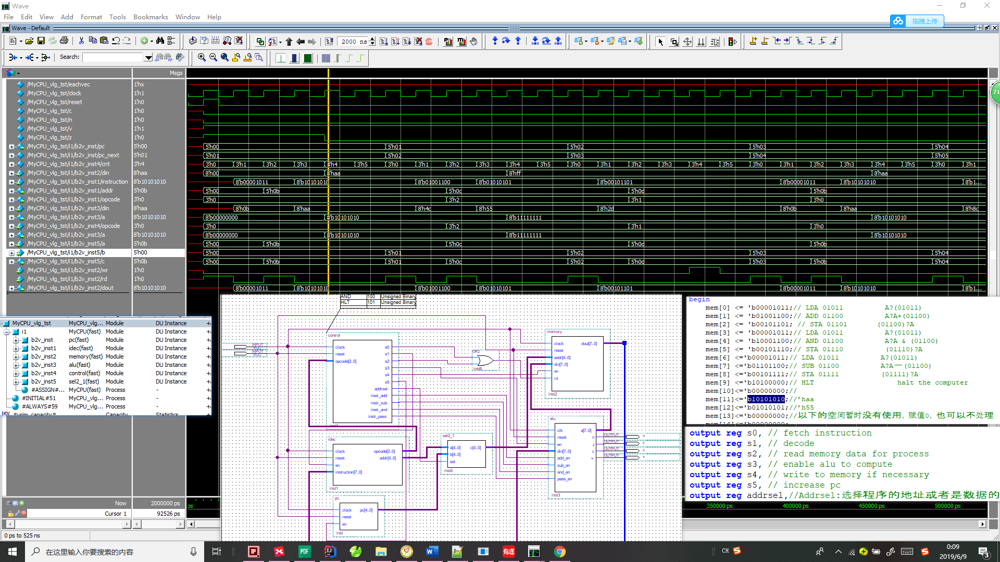 Wave
File Edit View Add Format Tools Bookmarks Window Help
Wave - Default
拖拽上传
2000 ns
Search:
Msgs
/MyCPU_vlg_tst/eachvec 1'hx
/MyCPU_vlg_tst/clock 1'h1
/MyCPU_vlg_tst/reset 1'h0
/MyCPU_vlg_tst/c 1'h0
/MyCPU_vlg_tst/n 1'h0
/MyCPU_vlg_tst/v 1'h1
/MyCPU_vlg_tst/z 1'h0
/MyCPU_vlg_tst/i1/b2v_inst/pc 5'h00 5'h00 5'h01 5'h02 5'h03 5'h04
/MyCPU_vlg_tst/i1/b2v_inst/pc_next 5'h01 5'h01 5'h02 5'h03 5'h04 5'h05
/MyCPU_vlg_tst/i1/b2v_inst4/cnt 3'h4 3'h0 3'h1 3'h2 3'h3 3'h4 3'h5 3'h0 3'h1 3'h2 3'h3 3'h4 3'h5 3'h0 3'h1 3'h2 3'h3 3'h4 3'h5 3'h0 3'h1 3'h2 3'h3 3'h4 3'h5 3'h0 3'h1
/MyCPU_vlg_tst/i1/b2v_inst2/din 8'haa 8'h00 8'haa 8'hff 8'haa
/MyCPU_vlg_tst/i1/b2v_inst1/instruction 8'b10101010 8'b00001011 8'b10101010 8'b01001100 8'b01010101 8'b00101101 8'b00001011 8'b10101010 8'b1...
/MyCPU_vlg_tst/i1/b2v_inst1/addr 5'h0b 5'h00 5'h0b 5'h0c 5'h0d 5'h0b
/MyCPU_vlg_tst/i1/b2v_inst1/opcode 3'h0 3'h0 3'h2 3'h1 3'h0
/MyCPU_vlg_tst/i1/b2v_inst3/din 8'haa 8'h0b 8'haa 8'h4c 8'h55 8'h2d 8'h0b 8'haa 8'h8c
/MyCPU_vlg_tst/i1/b2v_inst3/a 8'b10101010 8'b00000000 8'b10101010 8'b11111111 8'b10101010
/MyCPU_vlg_tst/i1/b2v_inst4/opcode 3'h0 3'h0 3'h2 3'h1 3'h0
/MyCPU_vlg_tst/i1/b2v_inst3/a 8'b10101010 8'b00000000 8'b10101010 8'b11111111 8'b10101010
/MyCPU_vlg_tst/i1/b2v_inst5/a 5'h0b 5'h00 5'h0b 5'h0c 5'h0d 5'h0b
/MyCPU_vlg_tst/i1/b2v_inst5/b 5'h00 5'h00 5'h01 5'h02 5'h03 5'h04
/MyCPU_vlg_tst/i1/b2v_inst5/c 5'h0b 5'h00 5'h0b 5'h01 5'h0c 5'h02 5'h0d 5'h03 5'h0b 5'h04
/MyCPU_vlg_tst/i1/b2v_inst2/wr 1'h0
/MyCPU_vlg_tst/i1/b2v_inst2/rd 1'h0
/MyCPU_vlg_tst/i1/b2v_inst2/dout 8'b10101010 8'b00001011 8'b10101010 8'b01001100 8'b01010101 8'b00101101 8'b00001011 8'b10101010 8'b1...
71
MyCPU_vlg_tst MyCPU_vlg... Module DU Instance
i1 MyCPU(fast) Module DU Instance
b2v_inst pc(fast) Module DU Instance
b2v_inst1 idec(fast) Module DU Instance
b2v_inst2 memory(fast) Module DU Instance
b2v_inst3 alu(fast) Module DU Instance
b2v_inst4 control(fast) Module DU Instance
b2v_inst5 sel2_1(fast) Module DU Instance
#ASSIGN#... MyCPU(fast) Process -
#INITIAL#51 MyCPU_vlg... Process -
#ALWAYS#59 MyCPU_vlg... Process -
#vsim_capacity# Capacity Statistics
AND 100 Unsigned Binary
HLT 101 Unsigned Binary
control
clock
reset
opcode[2..0]
s0
s1
s2
s3
s4
s5
addrsel
instr_add
instr_sub
instr_and
instr_pass
INPUT
INPUT
VCC
OR2
inst6
memory
clock dout[7..0]
reset
addr[4..0]
din[7..0]
wr
rd
inst2
alu
clk a[7..0]
reset n
en z
din[7..0] c
add_en v
sub_en
and_en
pass_en
inst3
OUTPUT n
OUTPUT z
OUTPUT c
OUTPUT v
idec
clock opcode[2..0]
reset addr[4..0]
en
instruction[7..0]
inst1
sel2_1
a[4..0] c[4..0]
b[4..0]
sel
inst5
pc
clock pc[4..0]
reset
en
inst
begin
mem[0] <= 'b00001011;// LDA 01011 A?(01011)
mem[1] <= 'b01001100;// ADD 01100 A?A+(01100)
mem[2] <= 'b00101101; // STA 01101 (01100)?A
mem[3] <= 'b00001011;// LDA 01011 A?(01011)
mem[4] <= 'b10001100;// AND 01100 A?A & (01100)
mem[5] <= 'b00101110;// STA 01110 (01110)?A
mem[6] <='b00001011;// LDA 01011 A?(01011)
mem[7] <='b01101100;// SUB 01100 A?A一(01100)
mem[8] <='b00101111;// STA 01111 (01111)?A
mem[9] <='b10100000;// HLT halt the computer
mem[10]<='b00000000;//
mem[11]<='b10101010;//'haa
mem[12]<='b01010101;//'h55
mem[13]<='b00000000;//以下的空间暂时没有使用，赋值0，也可以不处理
output reg s0, // fetch instruction
output reg s1, // decode
output reg s2, // read memory data for process
output reg s3, // enable alu to compute
output reg s4, // write to memory if necessary
output reg s5, // increase pc
output reg addrsel,//Addrsel:选择程序的地址或者是数据的
Now 2000000 ps
Cursor 1 92526 ps
ps 350000 ps 400000 ps 450000 ps 500000 ps
0 ps to 525 ns
在这里输入你要搜索的内容
PDF
有道
CH
0:09
2019/6/9
3